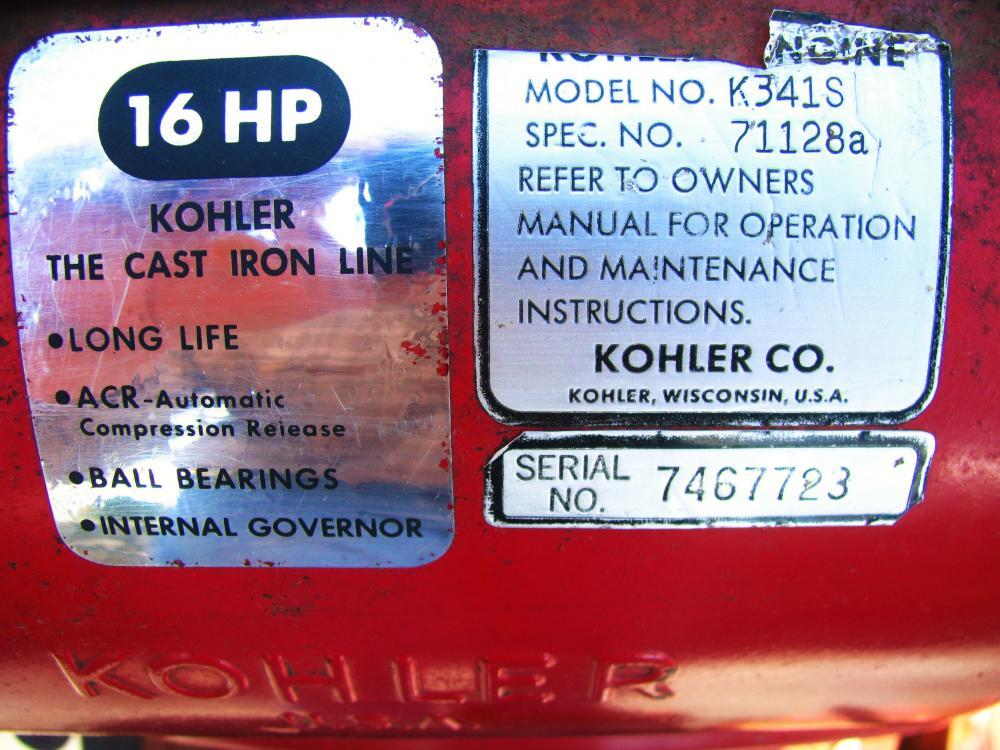 16 HP
KOHLER
THE CAST IRON LINE
•LONG LIFE
•ACR-Automatic
Compression Release
•BALL BEARINGS
•INTERNAL GOVERNOR
KOHLER ENGINE
MODEL NO. K341S
SPEC. NO. 71128a
REFER TO OWNERS
MANUAL FOR OPERATION
AND MAINTENANCE
INSTRUCTIONS.
KOHLER CO.
KOHLER, WISCONSIN, U.S.A.
SERIAL
NO. 7467723
KOHLER